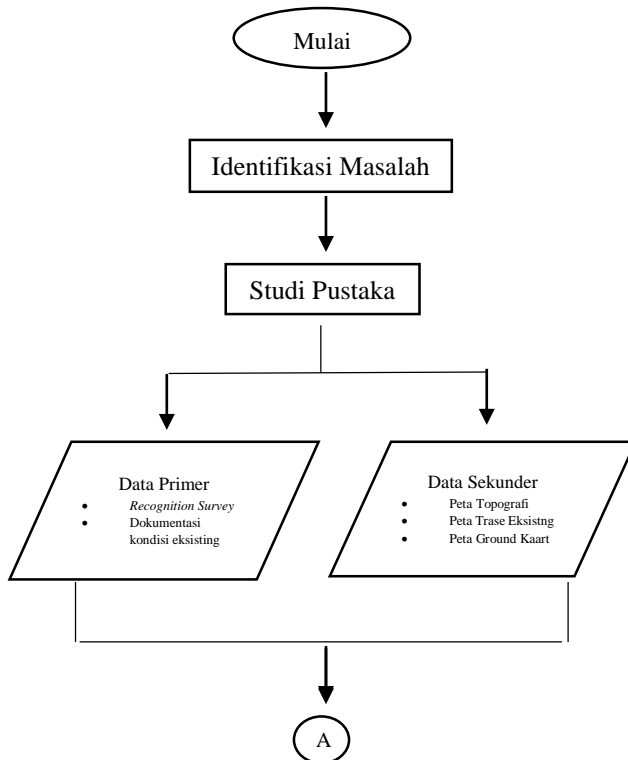 Mulai
Identifikasi Masalah
Studi Pustaka
Data Primer
• Recognition Survey
• Dokumentasi
kondisi eksisting
Data Sekunder
• Peta Topografi
• Peta Trase Eksistng
• Peta Ground Kaart
A